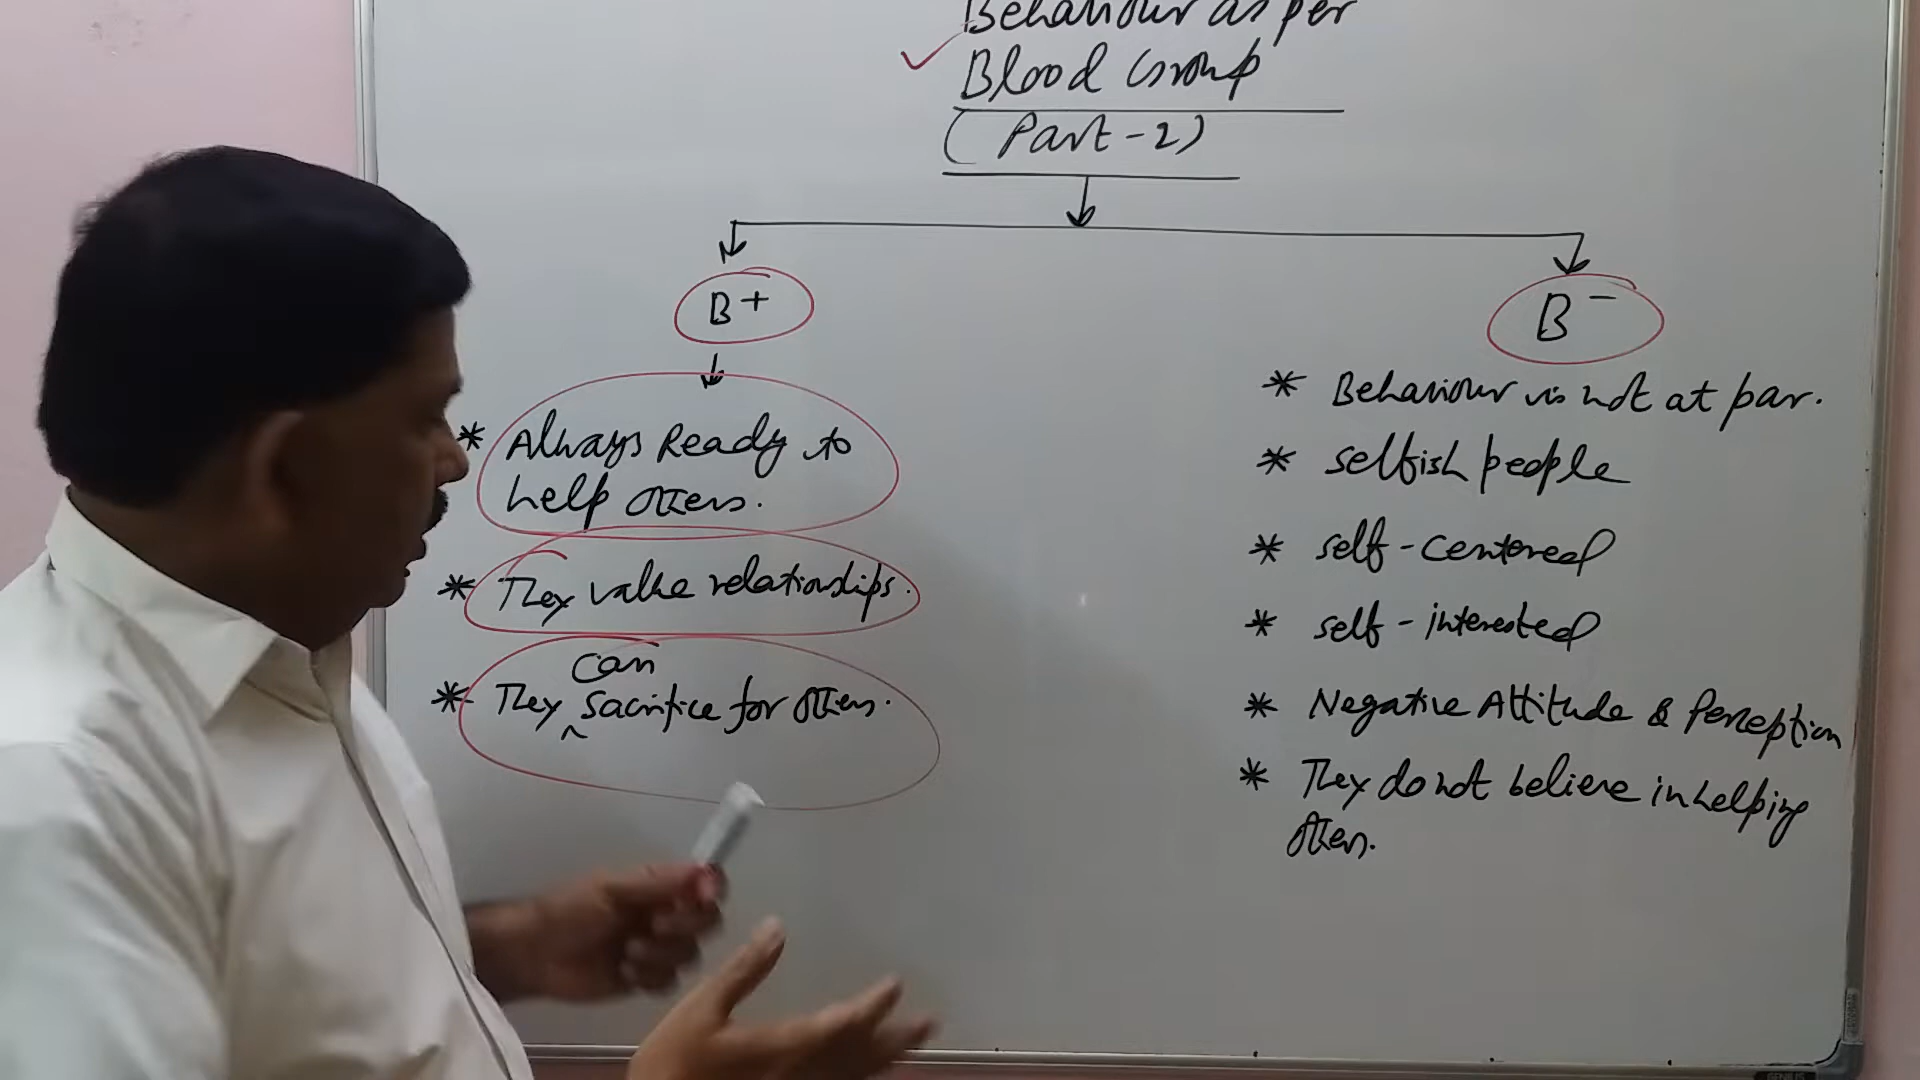 Behaviour as per
Blood Group
(Part-2)
B+
* Always Ready to
help others.
* They value relationships.
can
* They ^ sacrifice for others.
B-
* Behaviour is not at par.
* selfish people
* self-centered
* self-interested
* Negative Attitude & Perception
* They do not believe in helping
others.